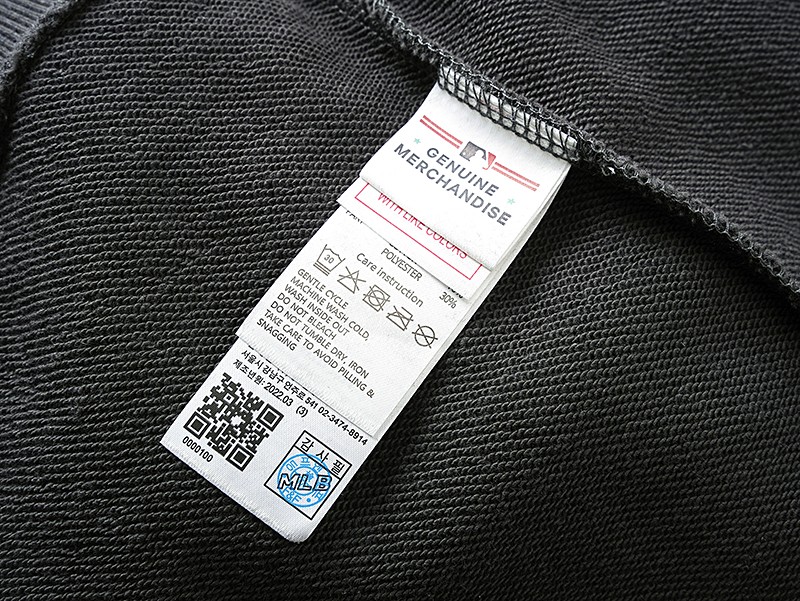 GENUINE
MERCHANDISE
WITH LIKE COLORS
POLYESTER 30%
Care Instruction
30
GENTLE CYCLE
MACHINE WASH COLD,
WASH INSIDE OUT
DO NOT BLEACH
DO NOT TUMBLE DRY, IRON
TAKE CARE TO AVOID PILLING &
SNAGGING
서울시 강남구 언주로 541 02-3474-8914
제조년월: 2022.03 (3)
0000100
감사필
MLB
F&F